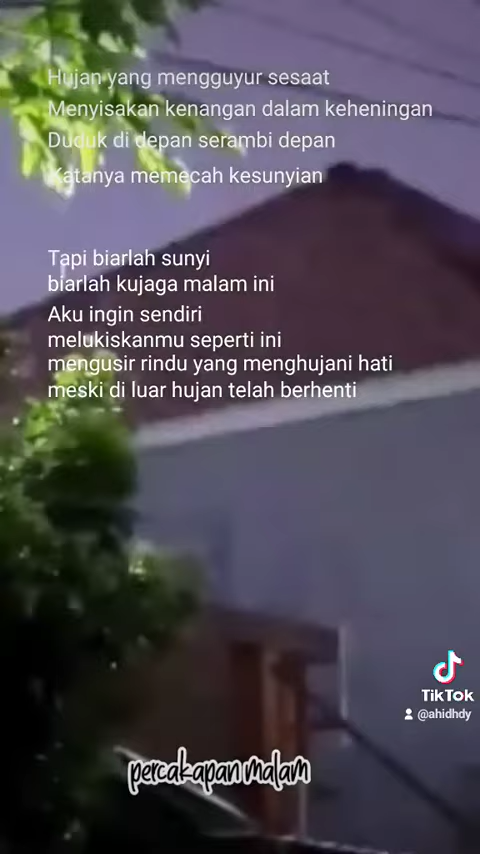 Hujan yang mengguyur sesaat
Menyisakan kenangan dalam keheningan
Duduk di depan serambi depan
Katanya memecah kesunyian
Tapi biarlah sunyi
biarlah kujaga malam ini
Aku ingin sendiri
melukiskanmu seperti ini
mengusir rindu yang menghujani hati
meski di luar hujan telah berhenti
TikTok
@ahidhdy
percakapan malam